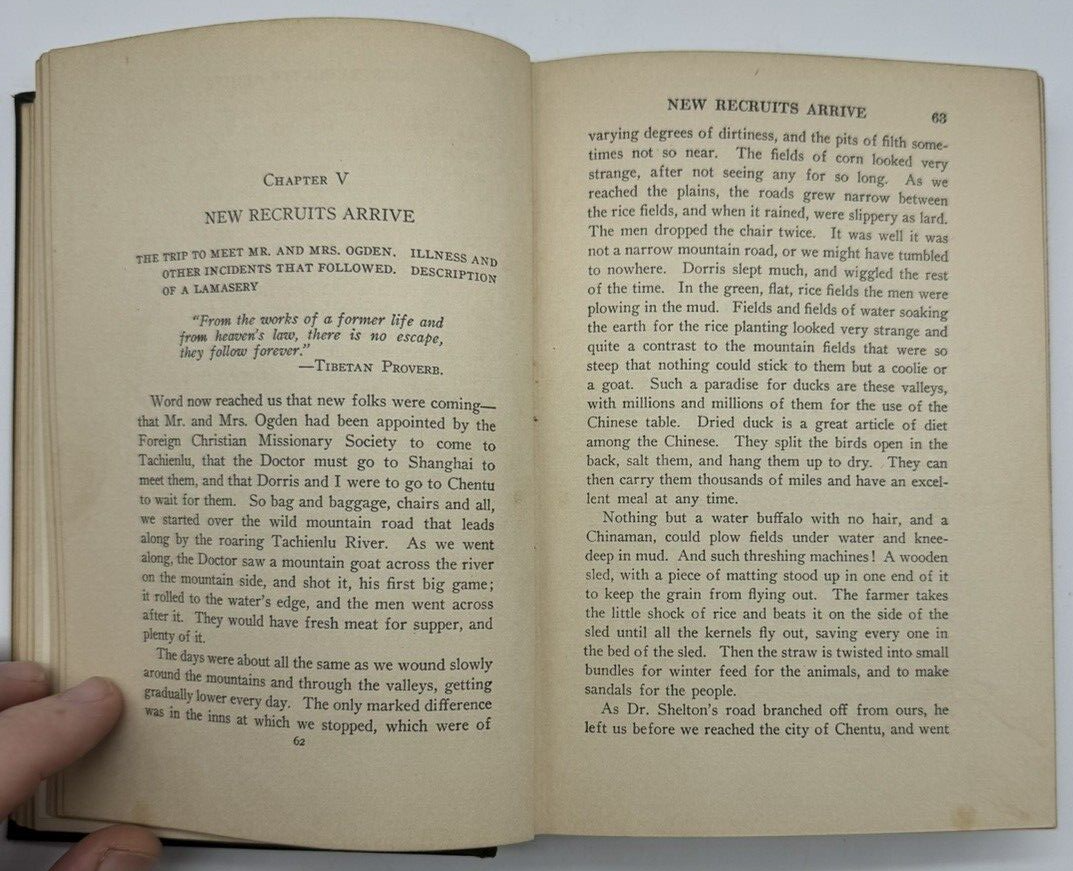 CHAPTER V
NEW RECRUITS ARRIVE
THE TRIP TO MEET MR. AND MRS. OGDEN. ILLNESS AND
OTHER INCIDENTS THAT FOLLOWED. DESCRIPTION
OF A LAMASERY
"From the works of a former life and
from heaven's law, there is no escape,
they follow forever."
—TIBETAN PROVERB.
Word now reached us that new folks were coming—
that Mr. and Mrs. Ogden had been appointed by the
Foreign Christian Missionary Society to come to
Tachienlu, that the Doctor must go to Shanghai to
meet them, and that Dorris and I were to go to Chentu
to wait for them. So bag and baggage, chairs and all,
we started over the wild mountain road that leads
along by the roaring Tachienlu River. As we went
along, the Doctor saw a mountain goat across the river
on the mountain side, and shot it, his first big game;
it rolled to the water's edge, and the men went across
after it. They would have fresh meat for supper, and
plenty of it.
The days were about all the same as we wound slowly
around the mountains and through the valleys, getting
gradually lower every day. The only marked difference
was in the inns at which we stopped, which were of
62
NEW RECRUITS ARRIVE 63
varying degrees of dirtiness, and the pits of filth some-
times not so near. The fields of corn looked very
strange, after not seeing any for so long. As we
reached the plains, the roads grew narrow between
the rice fields, and when it rained, were slippery as lard.
The men dropped the chair twice. It was well it was
not a narrow mountain road, or we might have tumbled
to nowhere. Dorris slept much, and wiggled the rest
of the time. In the green, flat, rice fields the men were
plowing in the mud. Fields and fields of water soaking
the earth for the rice planting looked very strange and
quite a contrast to the mountain fields that were so
steep that nothing could stick to them but a coolie or
a goat. Such a paradise for ducks are these valleys,
with millions and millions of them for the use of the
Chinese table. Dried duck is a great article of diet
among the Chinese. They split the birds open in the
back, salt them, and hang them up to dry. They can
then carry them thousands of miles and have an excel-
lent meal at any time.
Nothing but a water buffalo with no hair, and a
Chinaman, could plow fields under water and knee-
deep in mud. And such threshing machines! A wooden
sled, with a piece of matting stood up in one end of it
to keep the grain from flying out. The farmer takes
the little shock of rice and beats it on the side of the
sled until all the kernels fly out, saving every one in
the bed of the sled. Then the straw is twisted into small
bundles for winter feed for the animals, and to make
sandals for the people.
As Dr. Shelton's road branched off from ours, he
left us before we reached the city of Chentu, and went